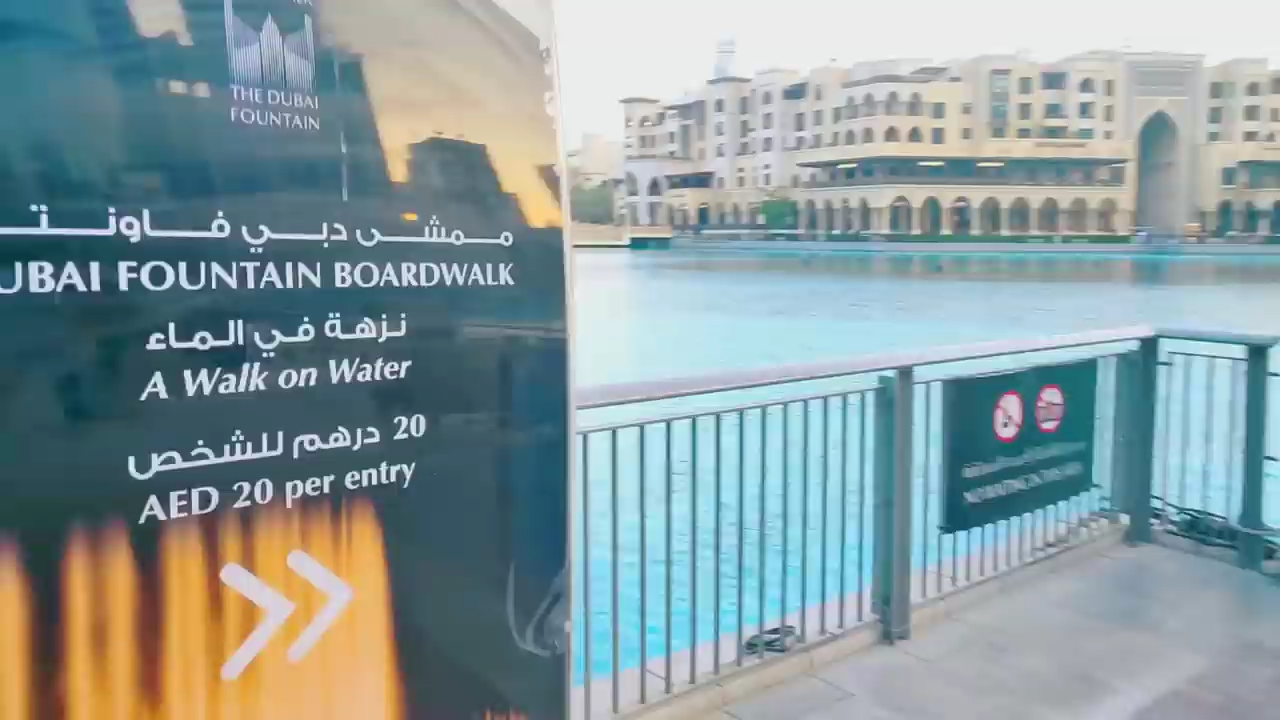 THE DUBAI
FOUNTAIN
ممشى دبي فاونت
UBAI FOUNTAIN BOARDWALK
نزهة في الماء
A Walk on Water
20 درهم للشخص
AED 20 per entry